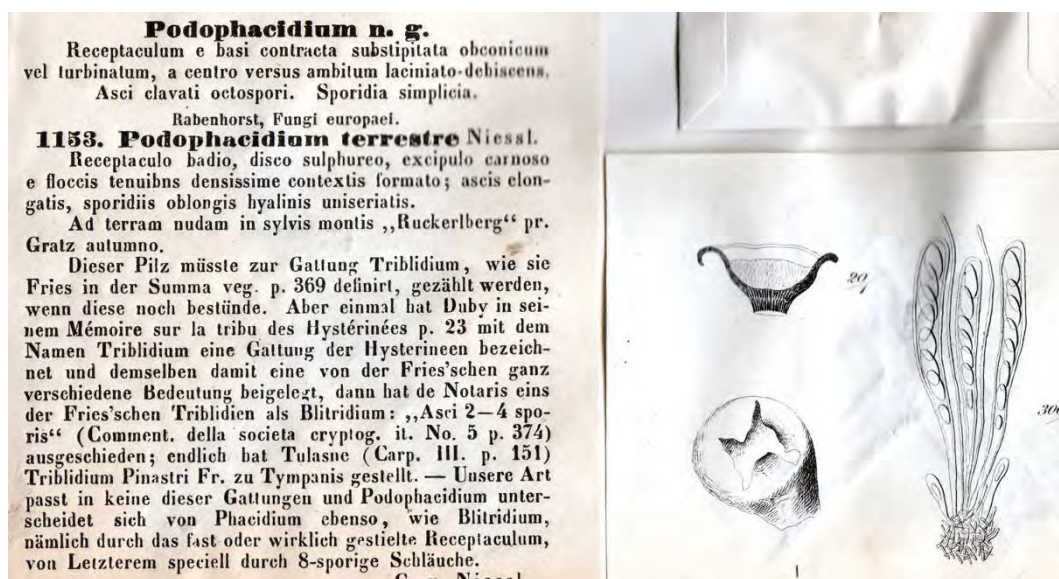 Podophacidium n. g.
Receptaculum e basi contracta substipitata obconicum
vel turbinatum, a centro versus ambitum laciniato-dehiscens.
Asci clavati octospori. Sporidia simplicia.
Rabenhorst, Fungi europaei.
1153. Podophacidium terrestre Niessl.
Receptaculo badio, disco sulphureo, excipulo carnoso
e floccis tenuibns densissime contextis formato; ascis elon-
gatis, sporidiis oblongis hyalinis uniseriatis.
Ad terram nudam in sylvis montis „Ruckerlberg“ pr.
Gratz autumno.
Dieser Pilz müsste zur Gattung Triblidium, wie sie
Fries in der Summa veg. p. 369 definirt, gezählt werden,
wenn diese noch bestünde. Aber einmal hat Duby in sei-
nem Mémoire sur la tribu des Hystérinées p. 23 mit dem
Namen Triblidium eine Gattung der Hysterineen bezeich-
net und demselben damit eine von der Fries'schen ganz
verschiedene Bedeutung beigelegt, dann hat de Notaris eins
der Fries'schen Triblidien als Blitridium: „Asci 2—4 spo-
ris“ (Comment. della societa cryptog. it. No. 5 p. 374)
ausgeschieden; endlich hat Tulasne (Carp. III. p. 151)
Triblidium Pinastri Fr. zu Tympanis gestellt. — Unsere Art
passt in keine dieser Gattungen und Podophacidium unter-
scheidet sich von Phacidium ebenso, wie Blitridium,
nämlich durch das fast oder wirklich gestielte Receptaculum,
von Letzterem speciell durch 8-sporige Schläuche.
v. Niessl
20/1
300